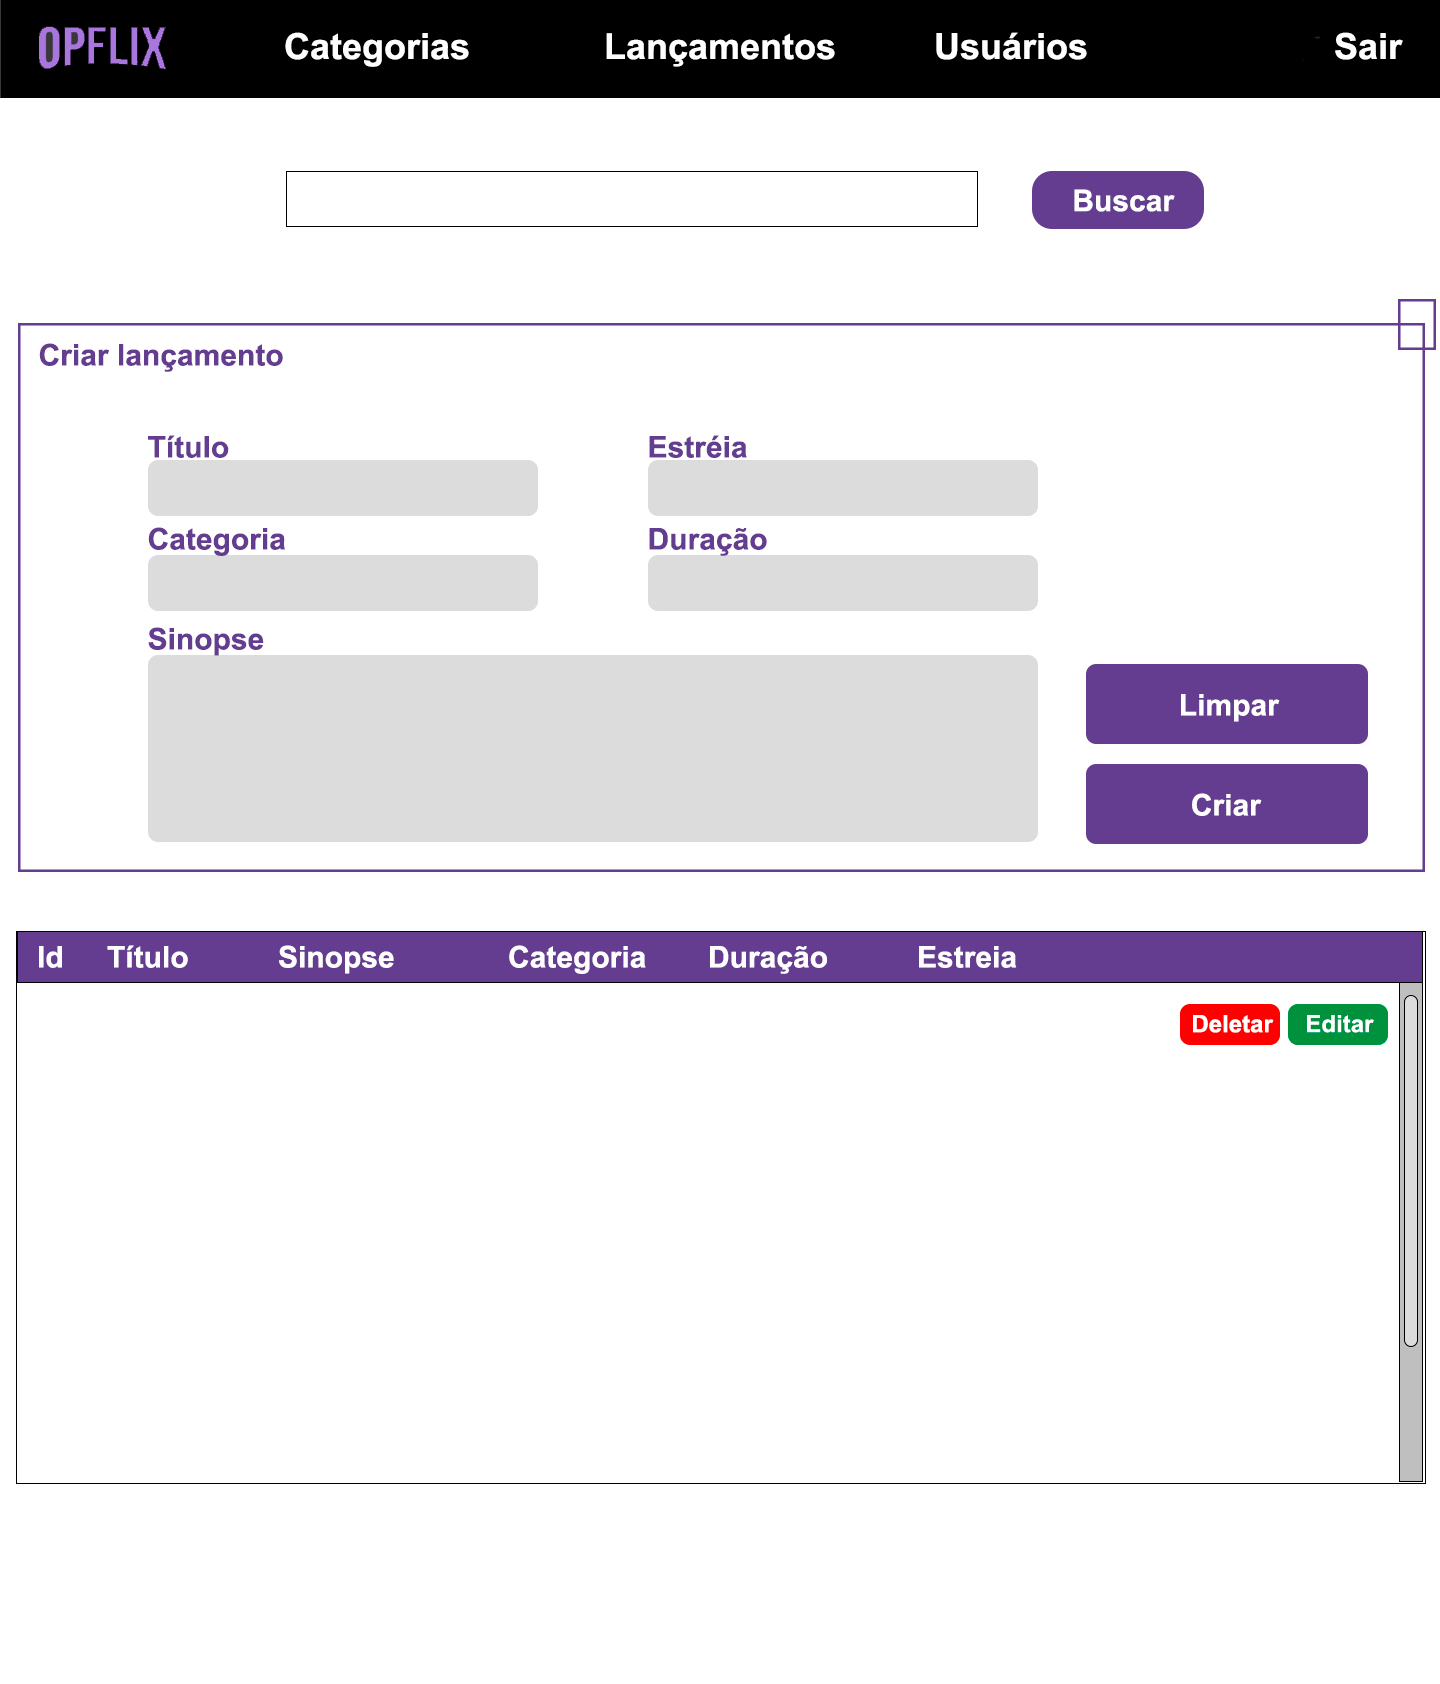 OPFLIX Categorias Lançamentos Usuários Sair
Buscar
Criar lançamento
Título Estréia
Categoria Duração
Sinopse
Limpar
Criar
Id Título Sinopse Categoria Duração Estreia
Deletar Editar